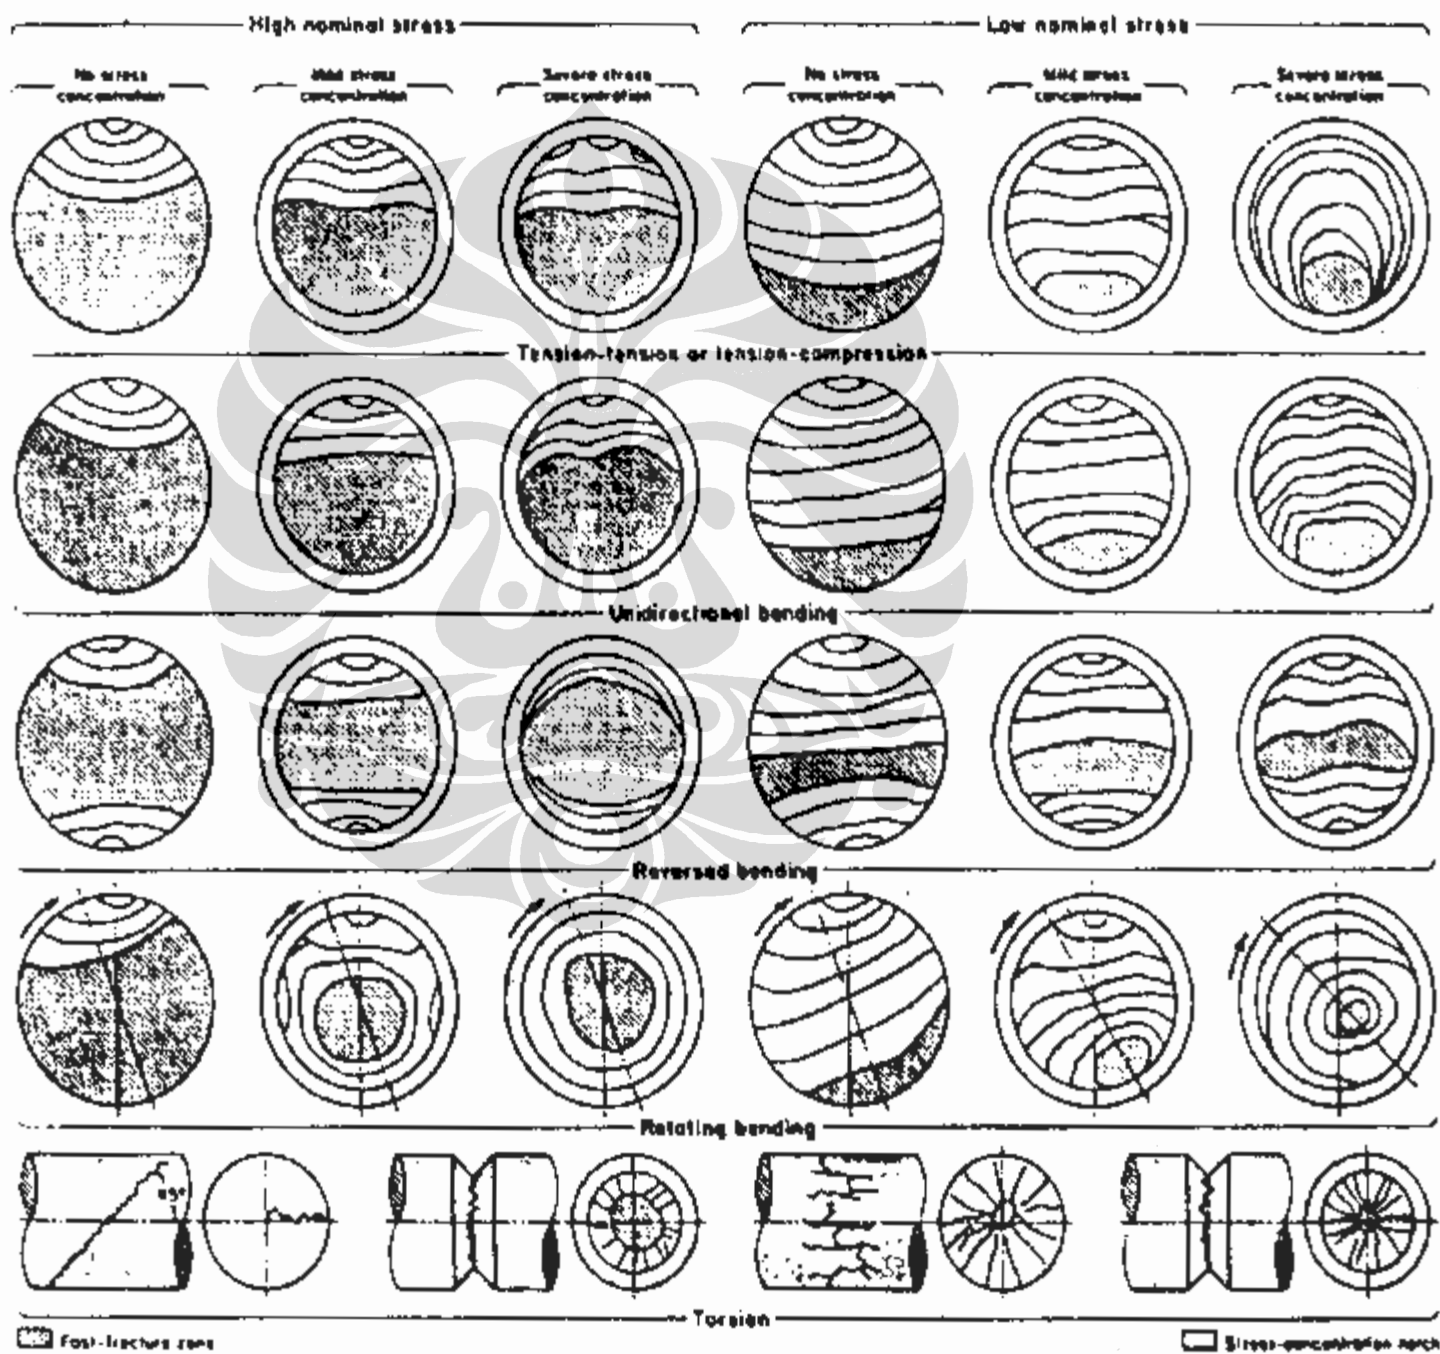 High nominal stress
Low nominal stress
No stress
concentration
Mild stress
concentration
Severe stress
concentration
No stress
concentration
Mild stress
concentration
Severe stress
concentration
Tension-tension or tension-compression
Unidirectional bending
Reversed bending
Rotating bending
45°
Torsion
Fast-fracture zone
Stress-concentration notch